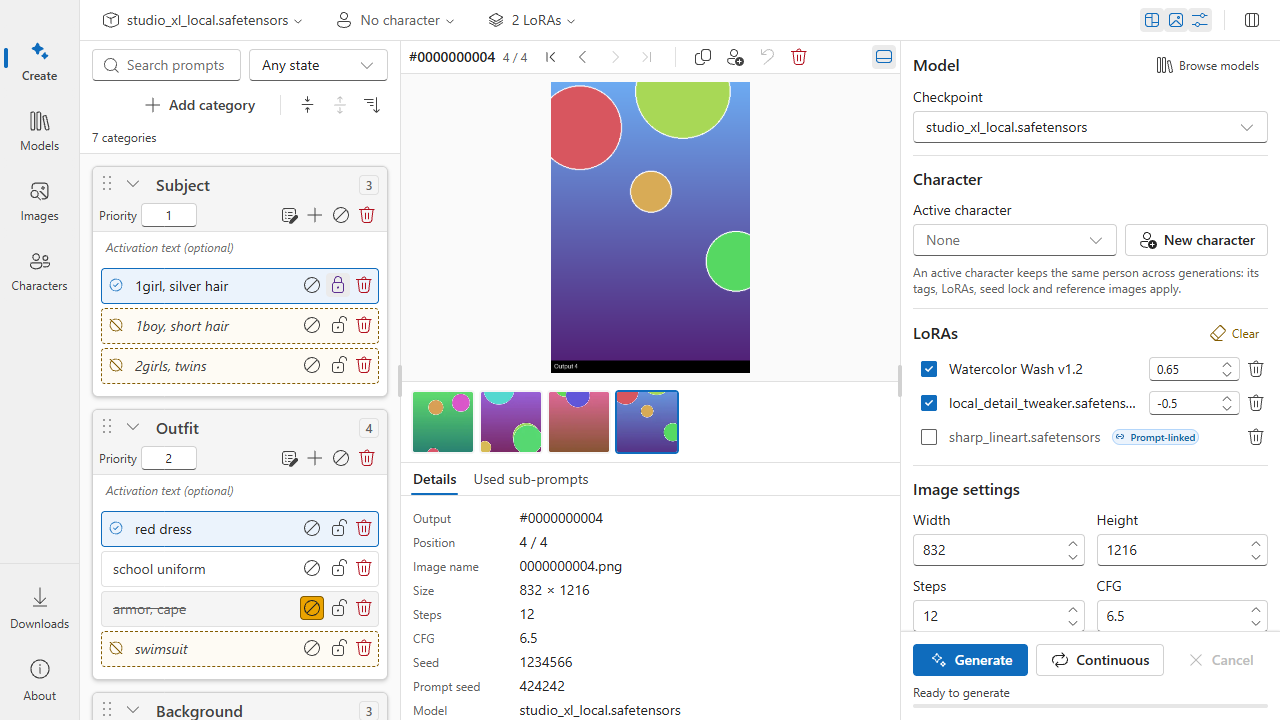 studio_xl_local.safetensors
No character
2 LoRAs
Create
Models
Images
Characters
Downloads
About
Search prompts
Any state
Add category
7 categories
Subject
3
Priority
1
Activation text (optional)
1girl, silver hair
1boy, short hair
2girls, twins
Outfit
4
Priority
2
Activation text (optional)
red dress
school uniform
armor, cape
swimsuit
Background
3
#0000000004 4 / 4
Output 4
Details
Used sub-prompts
Output #0000000004
Position 4 / 4
Image name 0000000004.png
Size 832 × 1216
Steps 12
CFG 6.5
Seed 1234566
Prompt seed 424242
Model studio_xl_local.safetensors
Model
Browse models
Checkpoint
studio_xl_local.safetensors
Character
Active character
None
New character
An active character keeps the same person across generations: its
tags, LoRAs, seed lock and reference images apply.
LoRAs
Clear
Watercolor Wash v1.2 0.65
local_detail_tweaker.safetens... -0.5
sharp_lineart.safetensors Prompt-linked
Image settings
Width Height
832 1216
Steps CFG
12 6.5
Generate
Continuous
Cancel
Ready to generate